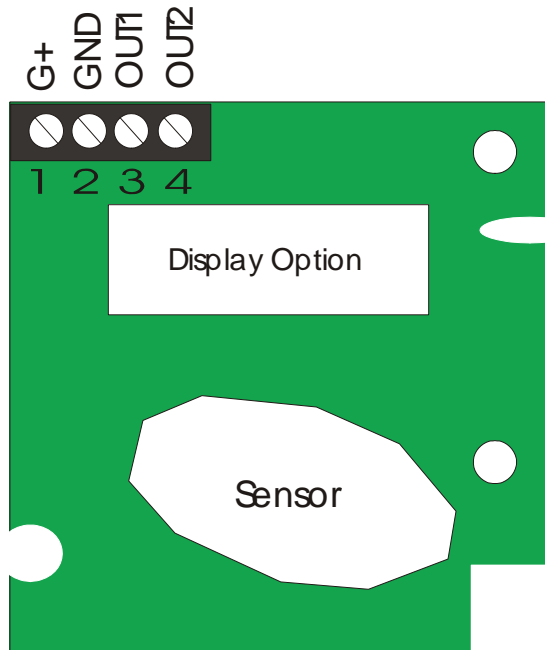 G+
GND
OUT1
OUT2
1 2 3 4
Display Option
Sensor